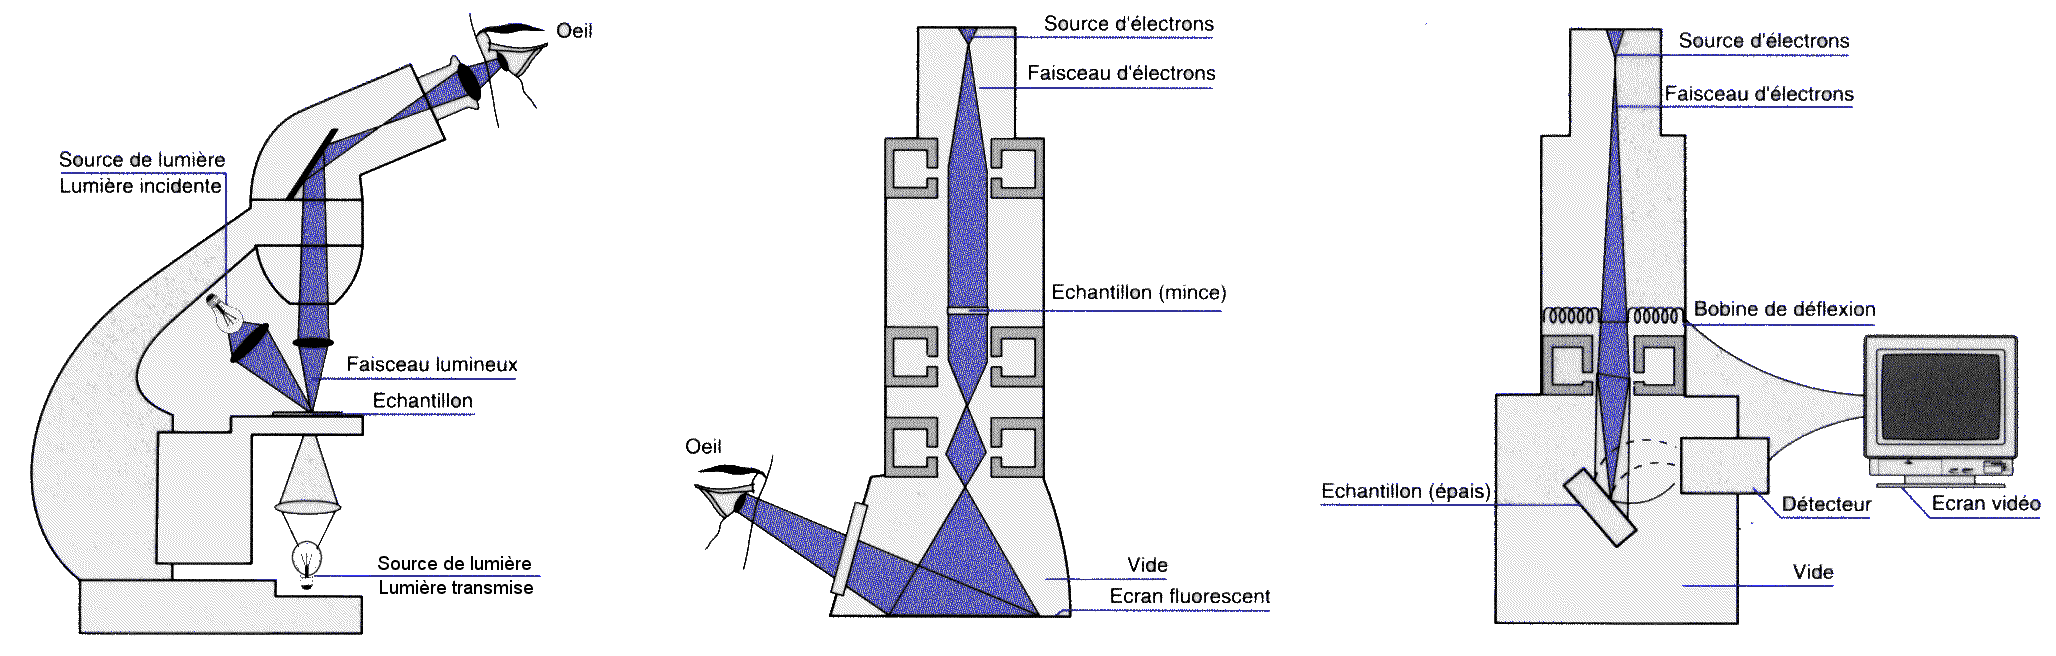 Oeil
Source de lumière
Lumière incidente
Faisceau lumineux
Echantillon
Source de lumière
Lumière transmise
Source d'électrons
Faisceau d'électrons
Echantillon (mince)
Oeil
Vide
Ecran fluorescent
Source d'électrons
Faisceau d'électrons
Bobine de déflexion
Echantillon (épais)
Détecteur
Ecran vidéo
Vide